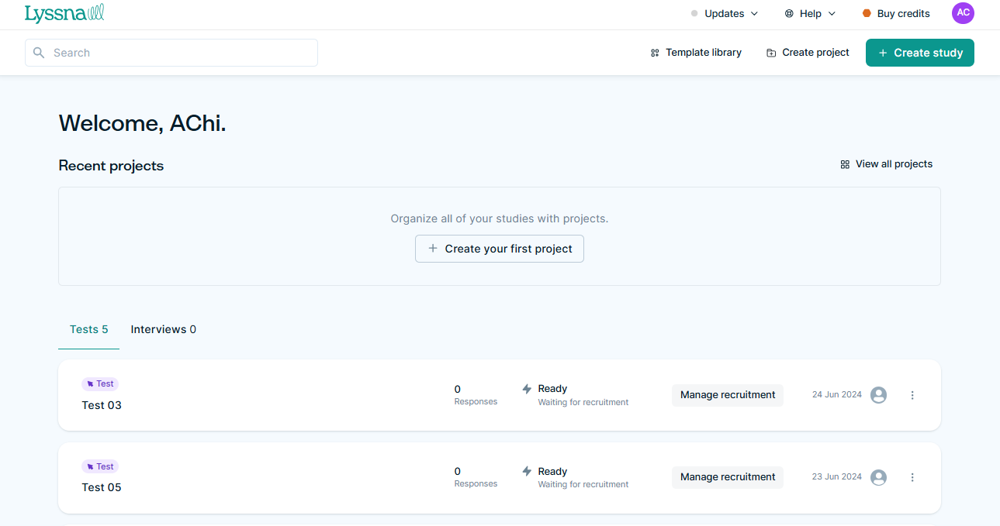 Lyssna
Updates
Help
Buy credits
AC
Search
Template library
Create project
Create study
Welcome, AChi.
Recent projects
View all projects
Organize all of your studies with projects.
Create your first project
Tests 5
Interviews 0
Test
Test 03
0
Responses
Ready
Waiting for recruitment
Manage recruitment
24 Jun 2024
Test
Test 05
0
Responses
Ready
Waiting for recruitment
Manage recruitment
23 Jun 2024